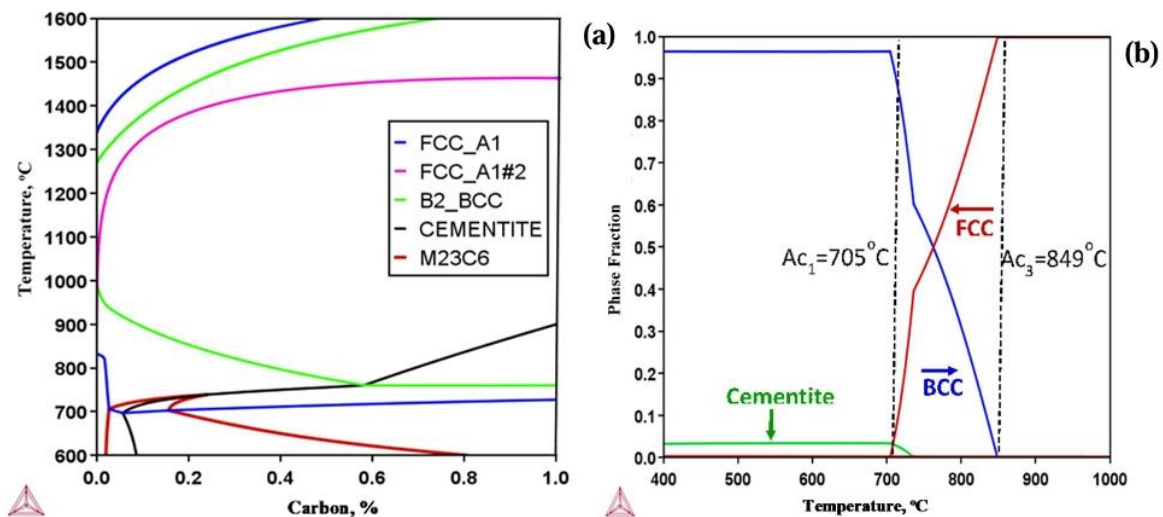 (a)
1600
1500
1400
1300
1200
1100
1000
900
800
700
600
Temperature, ºC
FCC_A1
FCC_A1#2
B2_BCC
CEMENTITE
M23C6
0.0 0.2 0.4 0.6 0.8 1.0
Carbon, %
(b)
1.0
0.9
0.8
0.7
0.6
0.5
0.4
0.3
0.2
0.1
0.0
Phase Fraction
FCC
Ac1=705°C
Ac3=849°C
BCC
Cementite
400 500 600 700 800 900 1000
Temperature, ºC